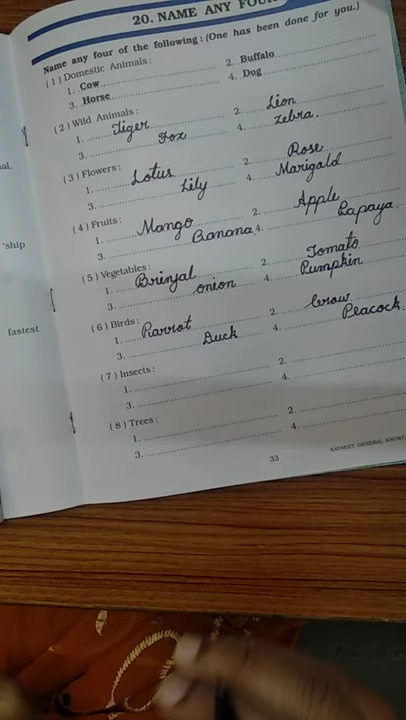 20. NAME ANY FOUR
Name any four of the following : (One has been done for you.)
( 1 ) Domestic Animals :
1. Cow 2. Buffalo
3. Horse 4. Dog
( 2 ) Wild Animals :
1. Tiger 2. Lion
3. Fox 4. Zebra
( 3 ) Flowers :
1. Lotus 2. Rose
3. Lily 4. Marigold
( 4 ) Fruits :
1. Mango 2. Apple
3. Banana 4. Papaya
( 5 ) Vegetables :
1. Brinjal 2. Tomato
3. onion 4. Pumpkin
( 6 ) Birds :
1. Parrot 2. Crow
3. Duck 4. Peacock
( 7 ) Insects :
1. 2.
3. 4.
( 8 ) Trees :
1. 2.
3. 4.
33
NAVNEET GENERAL
al,
'ship
fastest